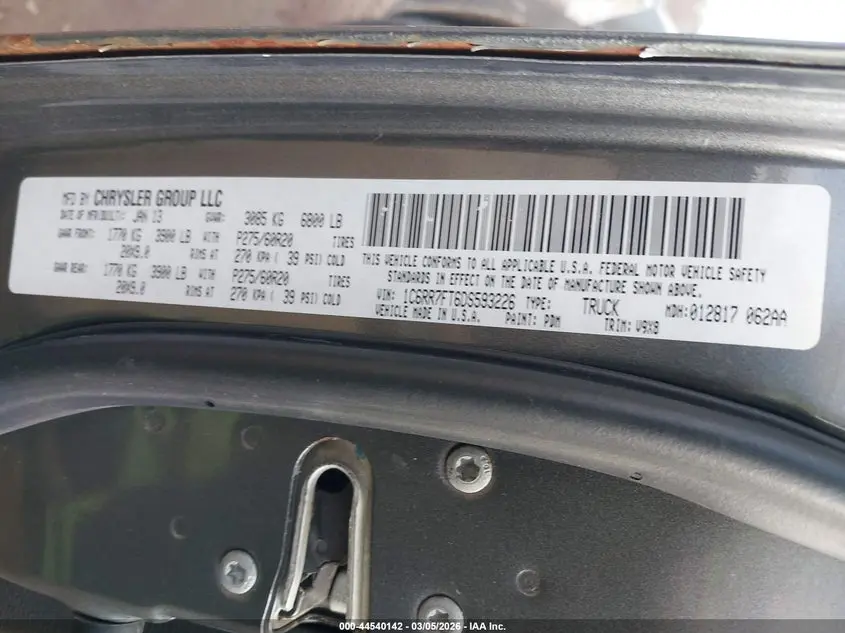 MFD BY CHRYSLER GROUP LLC
DATE OF MFR/BUILT: JAN 13 GVWR: 3085 KG 6800 LB
GAWR FRONT: 1770 KG 3900 LB WITH P275/60R20 TIRES
20X9.0 RIMS AT 270 KPA ( 39 PSI) COLD
GAWR REAR: 1770 KG 3900 LB WITH P275/60R20 TIRES
20X9.0 RIMS AT 270 KPA ( 39 PSI) COLD
THIS VEHICLE CONFORMS TO ALL APPLICABLE U.S.A. FEDERAL MOTOR VEHICLE SAFETY
STANDARDS IN EFFECT ON THE DATE OF MANUFACTURE SHOWN ABOVE.
VIN: 1C6RR7FT6DS593226 TYPE: TRUCK MDH: 012817 062AA
VEHICLE MADE IN U.S.A. PAINT: PDM TRIM: V9X9
000-44540142 - 03/05/2026 - IAA Inc.